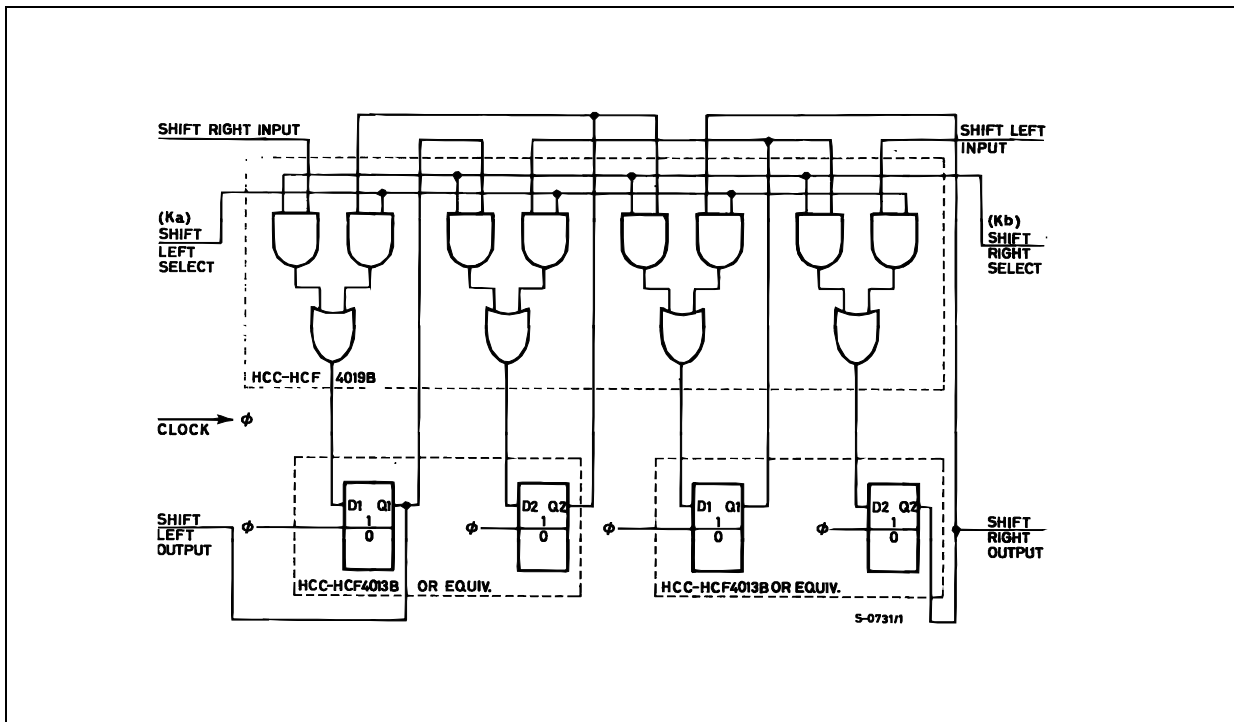 SHIFT RIGHT INPUT
SHIFT LEFT
INPUT
(Ka)
SHIFT
LEFT
SELECT
(Kb)
SHIFT
RIGHT
SELECT
HCC-HCF 4019B
CLOCK
ϕ
SHIFT
LEFT
OUTPUT
ϕ
D1 Q1
1
0
ϕ
D2 Q2
1
0
ϕ
D1 Q1
1
0
ϕ
D2 Q2
1
0
SHIFT
RIGHT
OUTPUT
HCC-HCF4013B OR EQUIV.
HCC-HCF4013B OR EQUIV.
S-0731/1